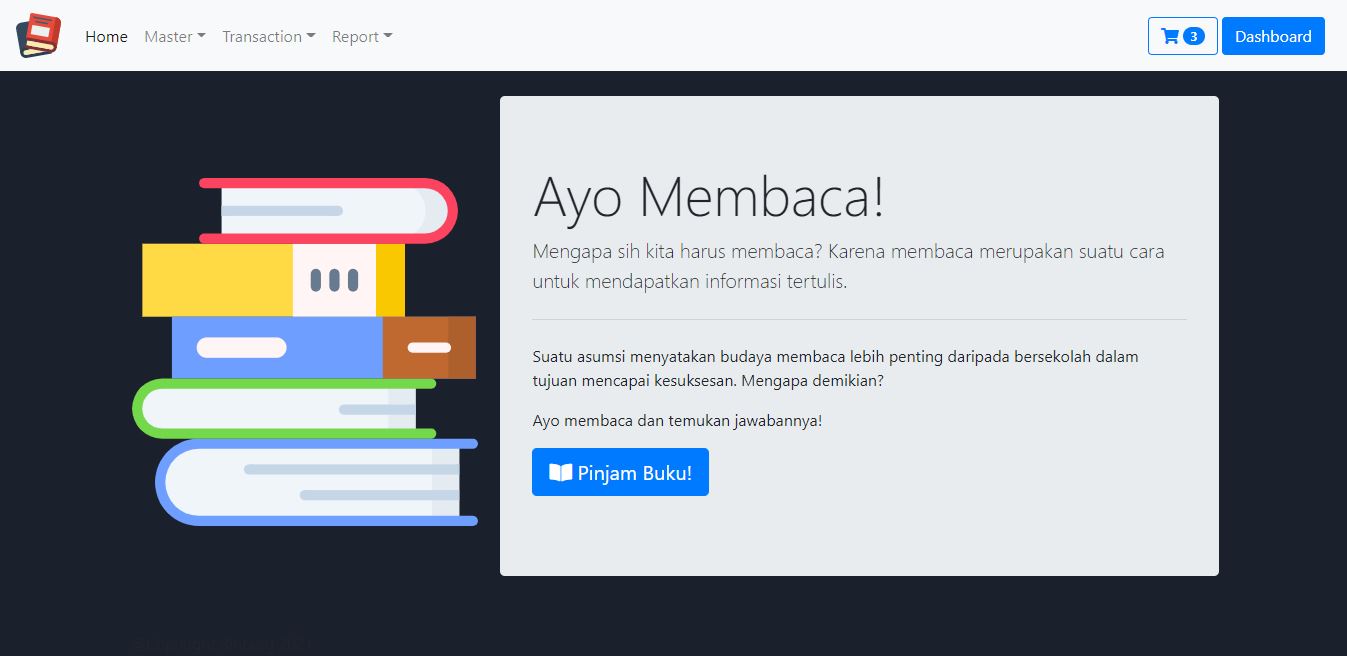 Home Master Transaction Report 3 Dashboard
Ayo Membaca!
Mengapa sih kita harus membaca? Karena membaca merupakan suatu cara
untuk mendapatkan informasi tertulis.
Suatu asumsi menyatakan budaya membaca lebih penting daripada bersekolah dalam
tujuan mencapai kesuksesan. Mengapa demikian?
Ayo membaca dan temukan jawabannya!
Pinjam Buku!